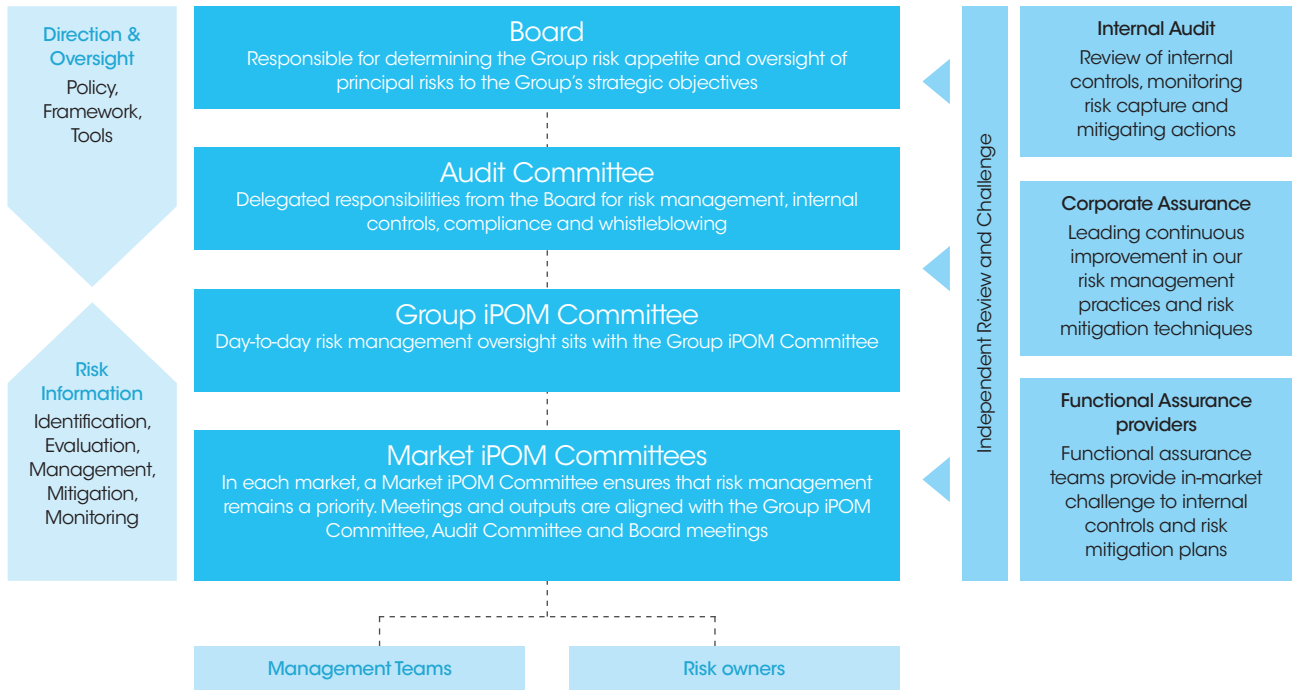 Direction &
Oversight
Policy,
Framework,
Tools
Risk
Information
Identification,
Evaluation,
Management,
Mitigation,
Monitoring
Board
Responsible for determining the Group risk appetite and oversight of
principal risks to the Group's strategic objectives
Audit Committee
Delegated responsibilities from the Board for risk management, internal
controls, compliance and whistleblowing
Group iPOM Committee
Day-to-day risk management oversight sits with the Group iPOM Committee
Market iPOM Committees
In each market, a Market iPOM Committee ensures that risk management
remains a priority. Meetings and outputs are aligned with the Group iPOM
Committee, Audit Committee and Board meetings
Management Teams
Risk owners
Independent Review and Challenge
Internal Audit
Review of internal
controls, monitoring
risk capture and
mitigating actions
Corporate Assurance
Leading continuous
improvement in our
risk management
practices and risk
mitigation techniques
Functional Assurance
providers
Functional assurance
teams provide in-market
challenge to internal
controls and risk
mitigation plans